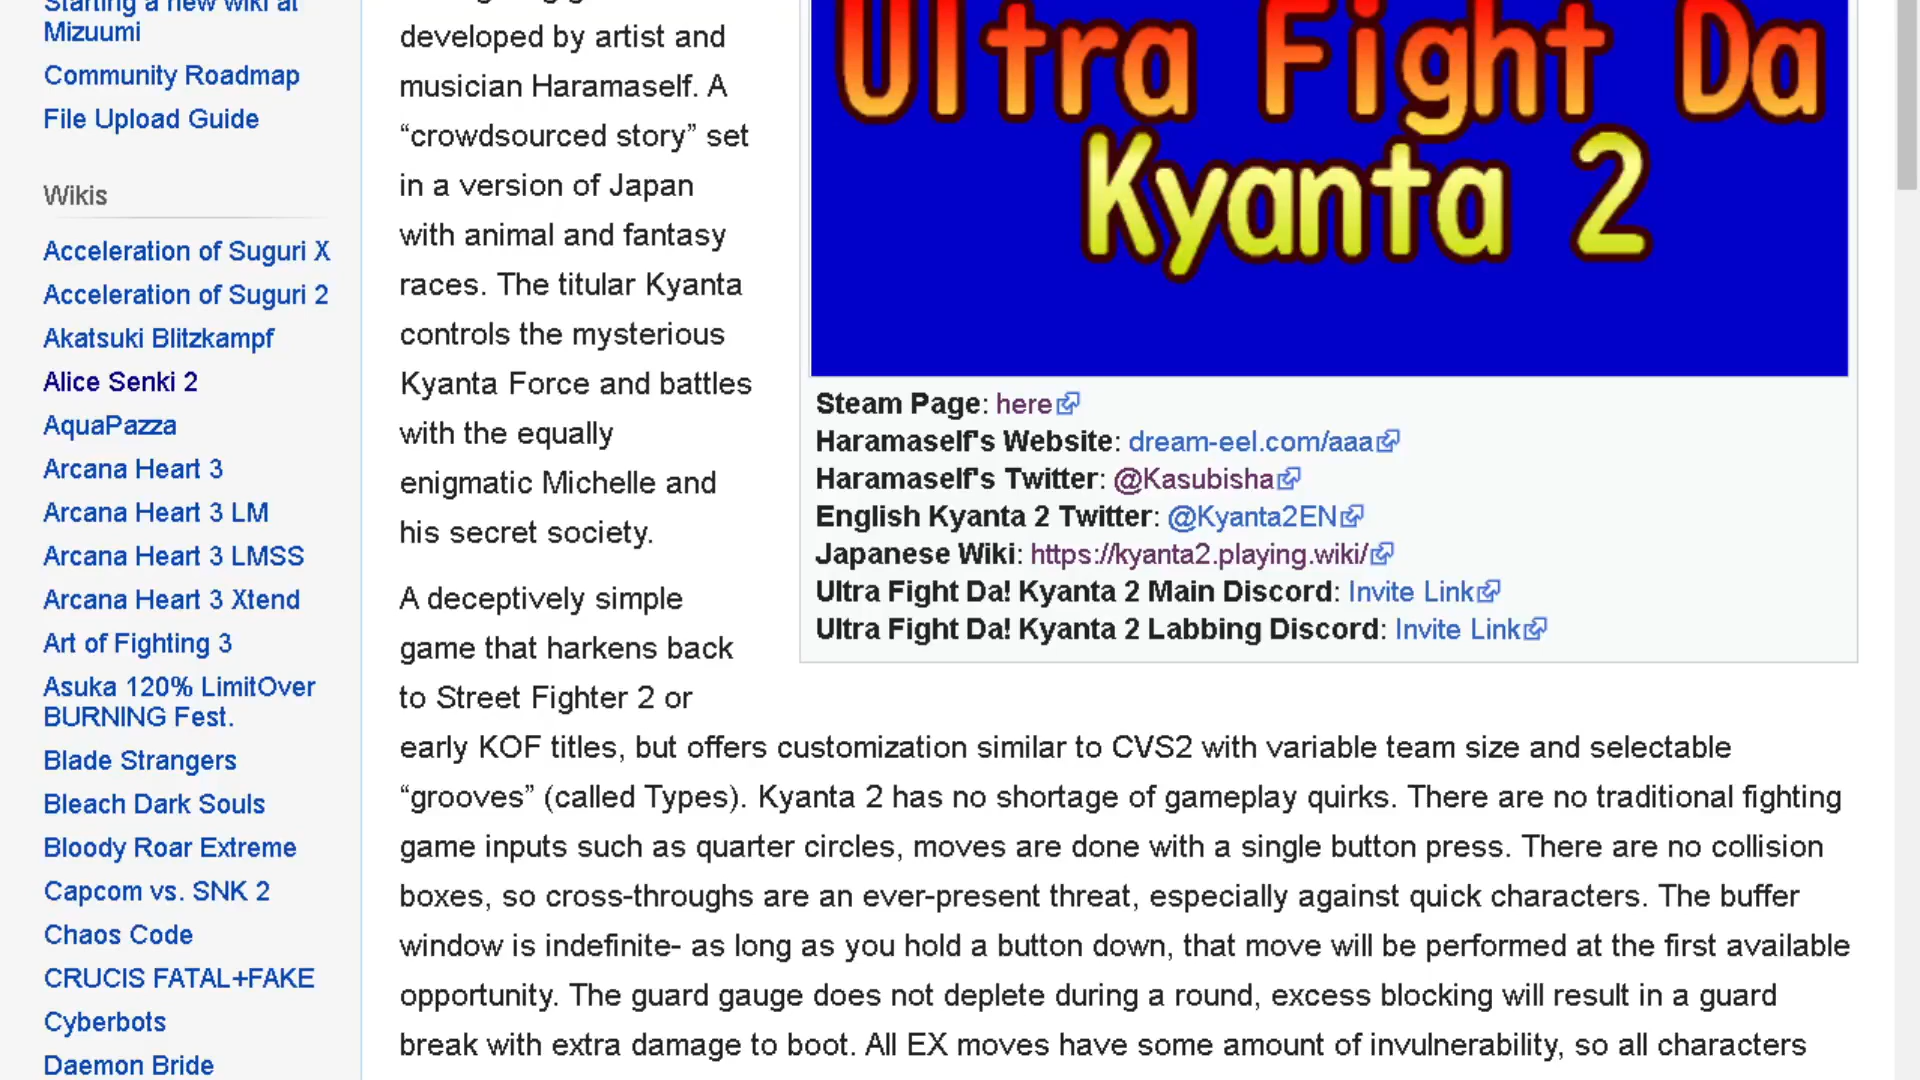 Starting a new wiki at
Mizuumi
Community Roadmap
File Upload Guide
Wikis
Acceleration of Suguri X
Acceleration of Suguri 2
Akatsuki Blitzkampf
Alice Senki 2
AquaPazza
Arcana Heart 3
Arcana Heart 3 LM
Arcana Heart 3 LMSS
Arcana Heart 3 Xtend
Art of Fighting 3
Asuka 120% LimitOver
BURNING Fest.
Blade Strangers
Bleach Dark Souls
Bloody Roar Extreme
Capcom vs. SNK 2
Chaos Code
CRUCIS FATAL+FAKE
Cyberbots
Daemon Bride
developed by artist and
musician Haramaself. A
“crowdsourced story” set
in a version of Japan
with animal and fantasy
races. The titular Kyanta
controls the mysterious
Kyanta Force and battles
with the equally
enigmatic Michelle and
his secret society.
A deceptively simple
game that harkens back
to Street Fighter 2 or
early KOF titles, but offers customization similar to CVS2 with variable team size and selectable
“grooves” (called Types). Kyanta 2 has no shortage of gameplay quirks. There are no traditional fighting
game inputs such as quarter circles, moves are done with a single button press. There are no collision
boxes, so cross-throughs are an ever-present threat, especially against quick characters. The buffer
window is indefinite- as long as you hold a button down, that move will be performed at the first available
opportunity. The guard gauge does not deplete during a round, excess blocking will result in a guard
break with extra damage to boot. All EX moves have some amount of invulnerability, so all characters
Ultra Fight Da
Kyanta 2
Steam Page: here
Haramaself's Website: dream-eel.com/aaa
Haramaself's Twitter: @Kasubisha
English Kyanta 2 Twitter: @Kyanta2EN
Japanese Wiki: https://kyanta2.playing.wiki/
Ultra Fight Da! Kyanta 2 Main Discord: Invite Link
Ultra Fight Da! Kyanta 2 Labbing Discord: Invite Link